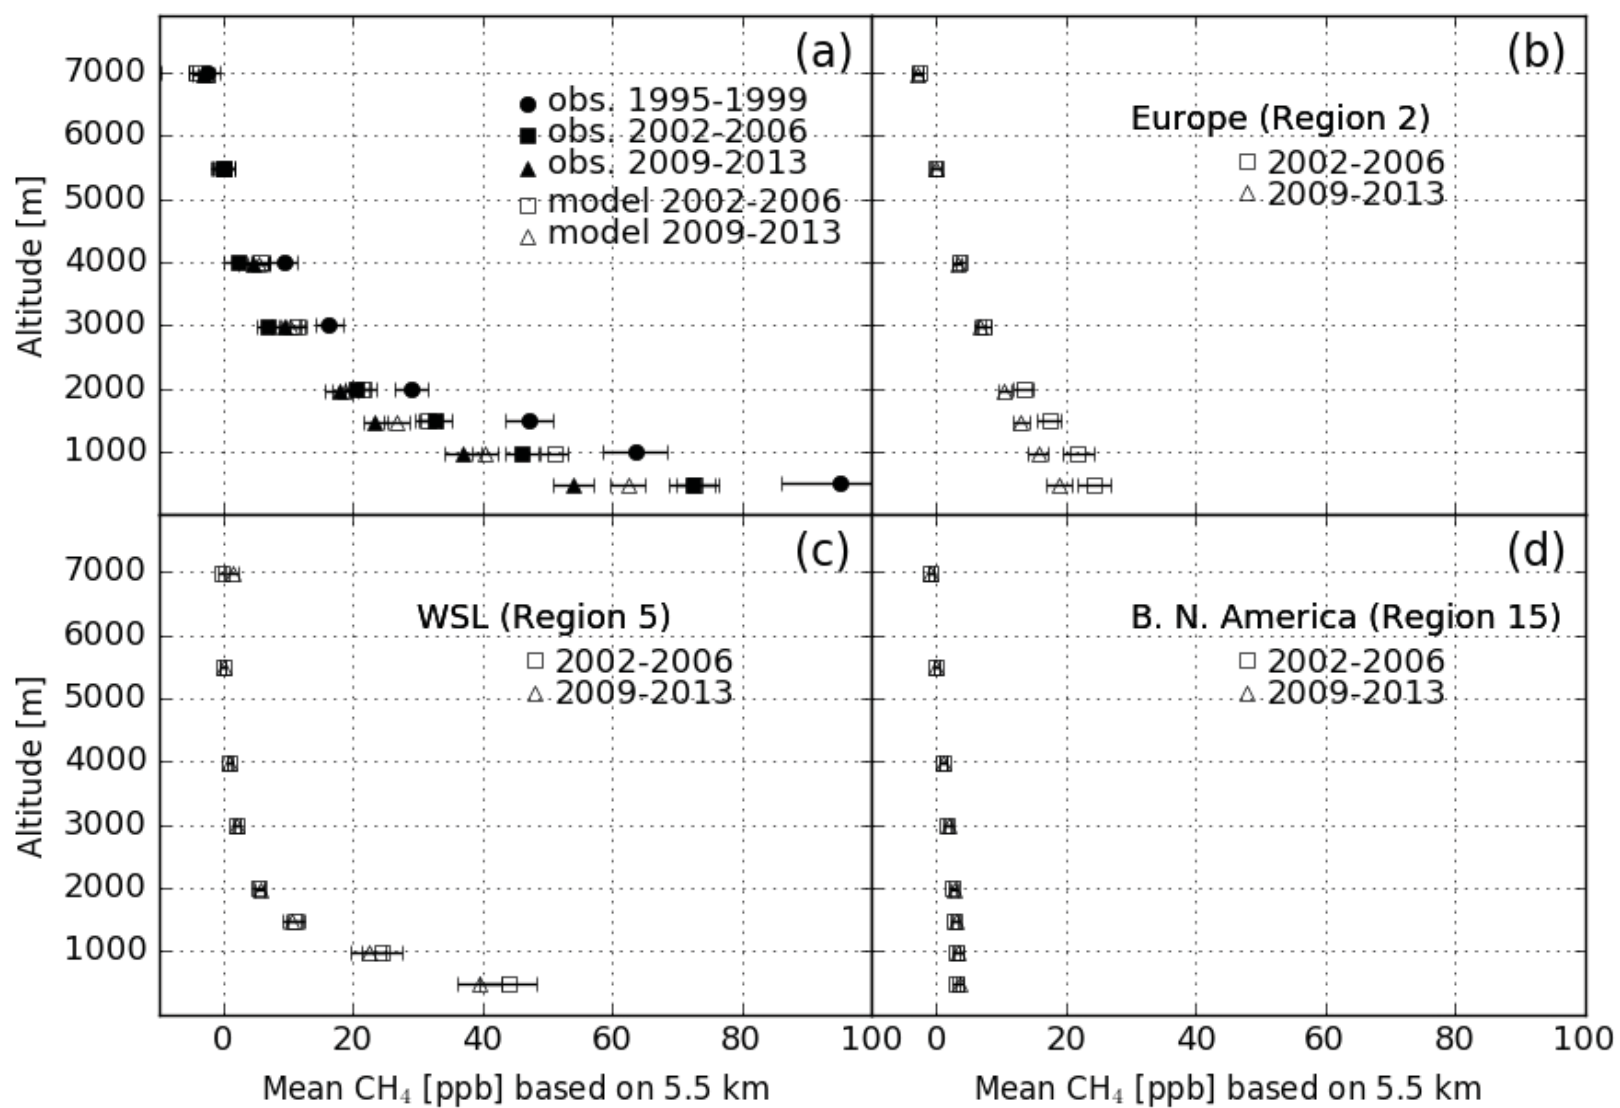 (a)
obs. 1995-1999
obs. 2002-2006
obs. 2009-2013
model 2002-2006
model 2009-2013
7000
6000
5000
4000
3000
2000
1000
Altitude [m]
(b)
Europe (Region 2)
2002-2006
2009-2013
(c)
WSL (Region 5)
2002-2006
2009-2013
7000
6000
5000
4000
3000
2000
1000
Altitude [m]
0 20 40 60 80 100
Mean CH₄ [ppb] based on 5.5 km
(d)
B. N. America (Region 15)
2002-2006
2009-2013
0 20 40 60 80 100
Mean CH₄ [ppb] based on 5.5 km